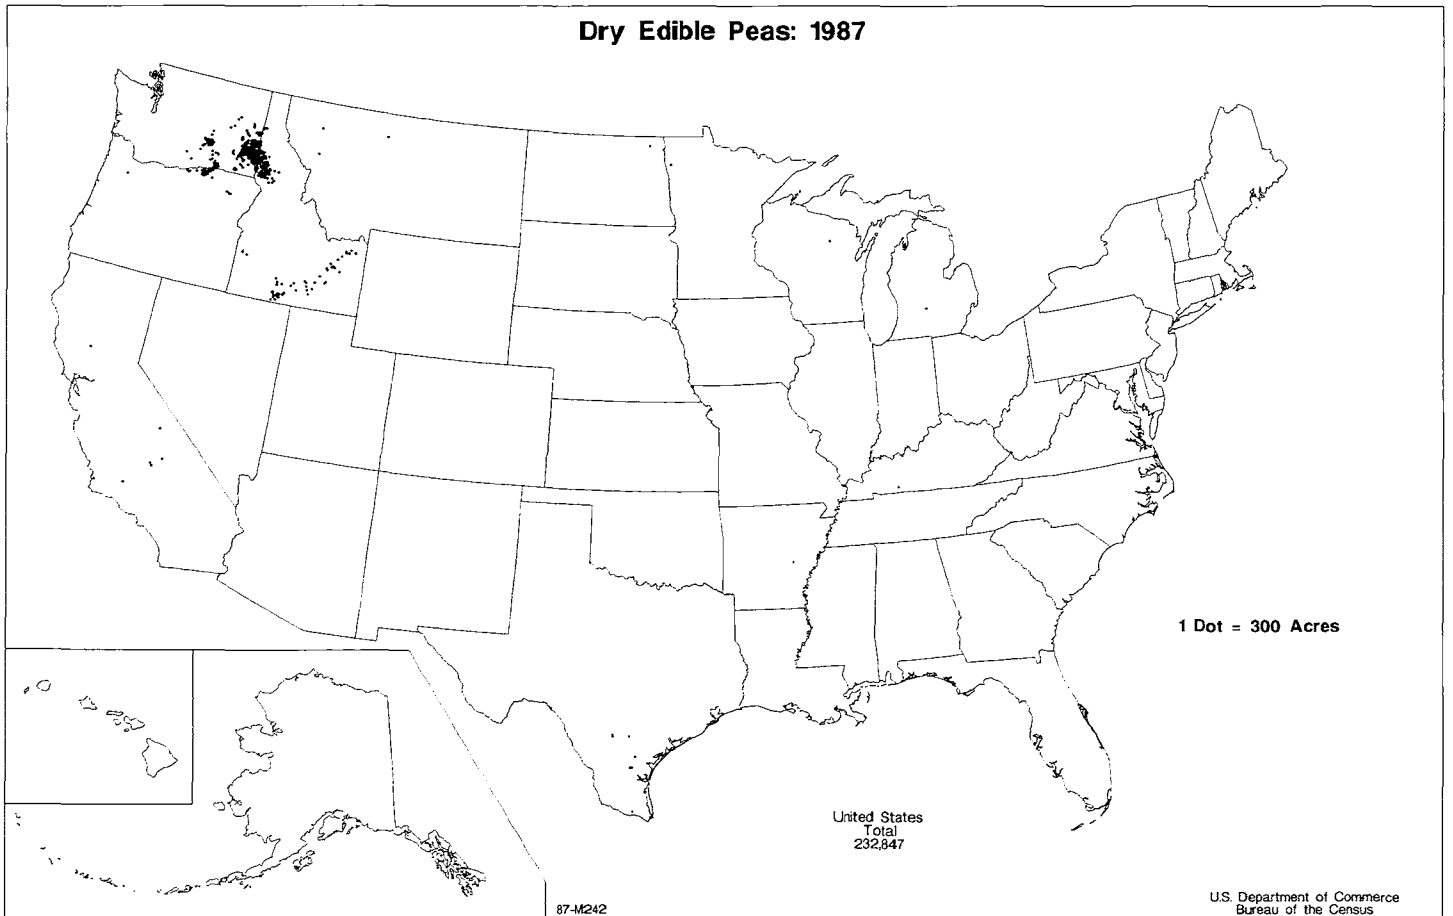 Dry Edible Peas: 1987
1 Dot = 300 Acres
United States
Total
232,847
87-M242
U.S. Department of Commerce
Bureau of the Census